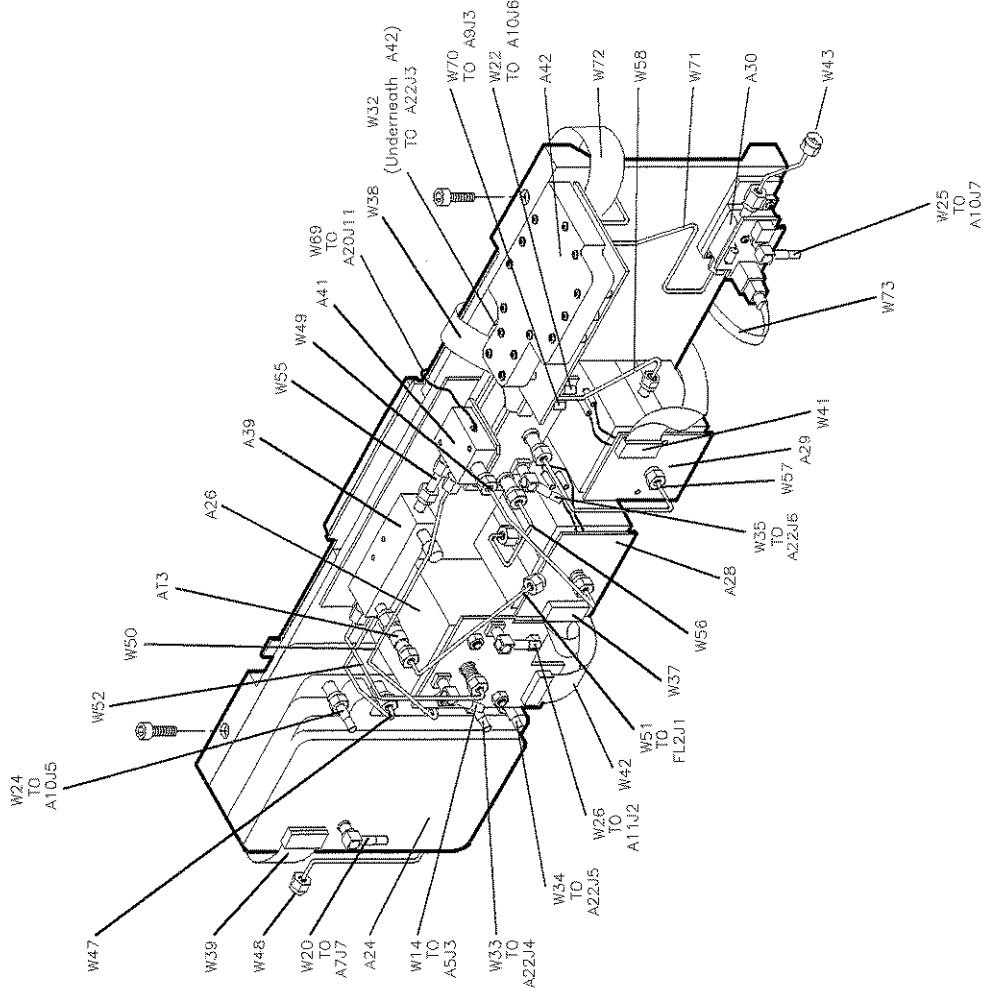 W32
(Underneath A42)
TO A22J3
W70
TO A9J3
W22
TO A10J6
A42
W72
W58
W71
A30
W43
W25
TO
A10J7
W73
W38
W69
TO
A20J11
A41
W49
W55
A39
A26
AT3
W50
W52
W24
TO
A10J5
W47
W39
W48
W20
TO
A7J7
A24
W14
TO
A5J3
W33
TO
A22J4
W34
TO
A22J5
W26
TO
A11J2
W42
W51
TO
FL2J1
W37
W56
A28
W35
TO
A22J6
W57
A29
W41